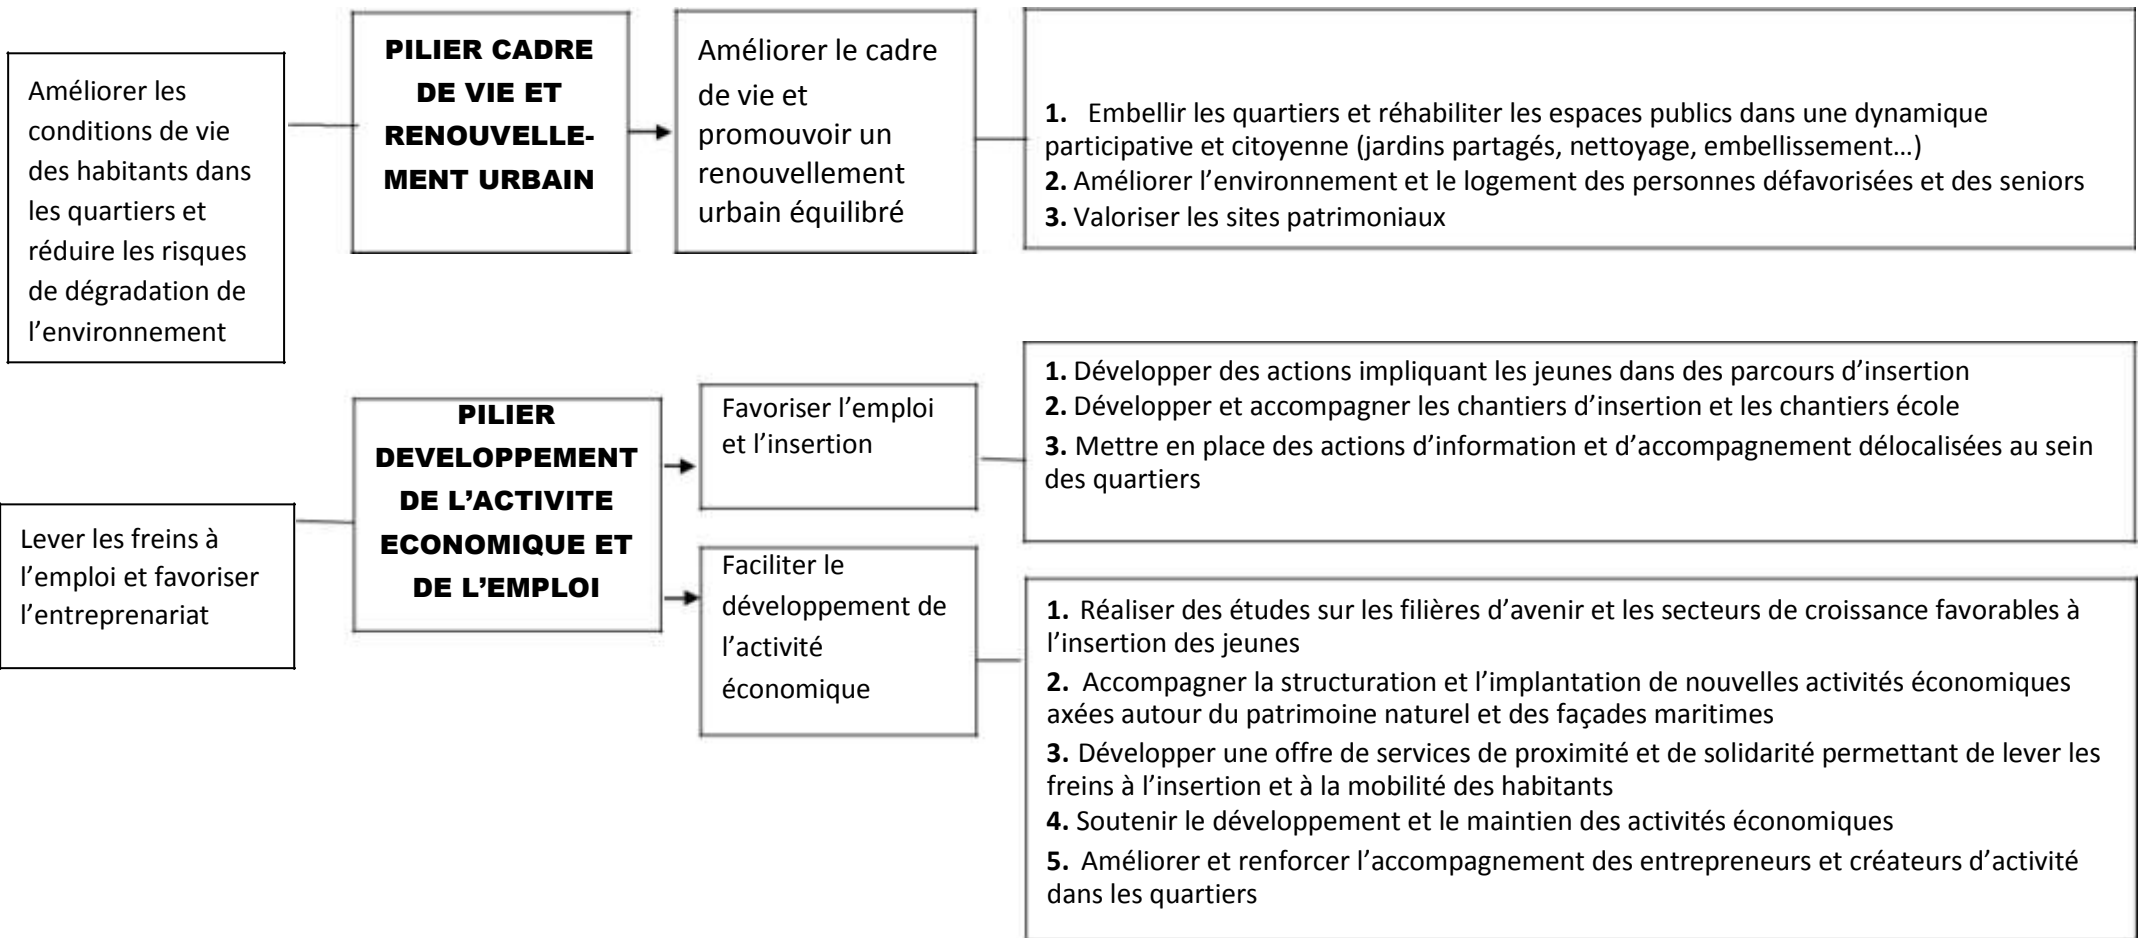 Améliorer les
conditions de vie
des habitants dans
les quartiers et
réduire les risques
de dégradation de
l’environnement
PILIER CADRE
DE VIE ET
RENOUVELLE-
MENT URBAIN
Améliorer le cadre
de vie et
promouvoir un
renouvellement
urbain équilibré
1. Embellir les quartiers et réhabiliter les espaces publics dans une dynamique
participative et citoyenne (jardins partagés, nettoyage, embellissement…)
2. Améliorer l’environnement et le logement des personnes défavorisées et des seniors
3. Valoriser les sites patrimoniaux
Lever les freins à
l’emploi et favoriser
l’entreprenariat
PILIER
DEVELOPPEMENT
DE L’ACTIVITE
ECONOMIQUE ET
DE L’EMPLOI
Favoriser l’emploi
et l’insertion
1. Développer des actions impliquant les jeunes dans des parcours d’insertion
2. Développer et accompagner les chantiers d’insertion et les chantiers école
3. Mettre en place des actions d’information et d’accompagnement délocalisées au sein
des quartiers
Faciliter le
développement de
l’activité
économique
1. Réaliser des études sur les filières d’avenir et les secteurs de croissance favorables à
l’insertion des jeunes
2. Accompagner la structuration et l’implantation de nouvelles activités économiques
axées autour du patrimoine naturel et des façades maritimes
3. Développer une offre de services de proximité et de solidarité permettant de lever les
freins à l’insertion et à la mobilité des habitants
4. Soutenir le développement et le maintien des activités économiques
5. Améliorer et renforcer l’accompagnement des entrepreneurs et créateurs d’activité
dans les quartiers